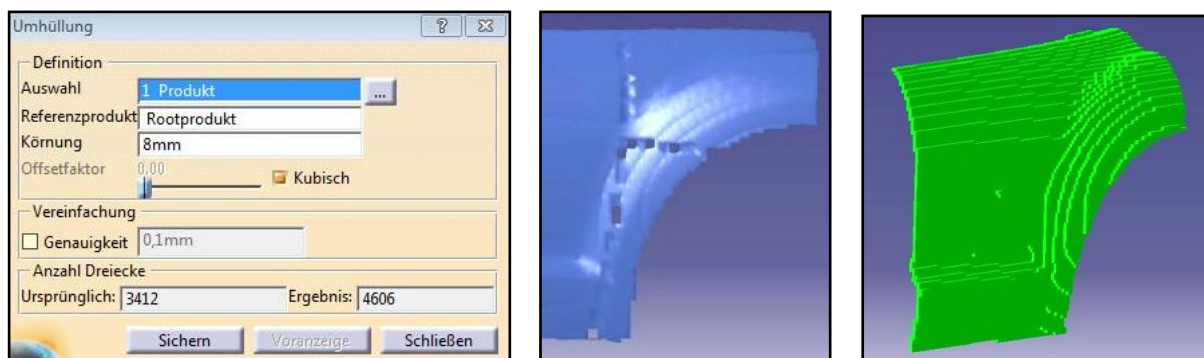 Umhüllung
Definition
Auswahl 1 Produkt ...
Referenzprodukt Rootprodukt
Körnung 8mm
Offsetfaktor 0.00 Kubisch
Vereinfachung
Genauigkeit 0,1mm
Anzahl Dreiecke
Ursprünglich: 3412 Ergebnis: 4606
Sichern Voranzeige Schließen